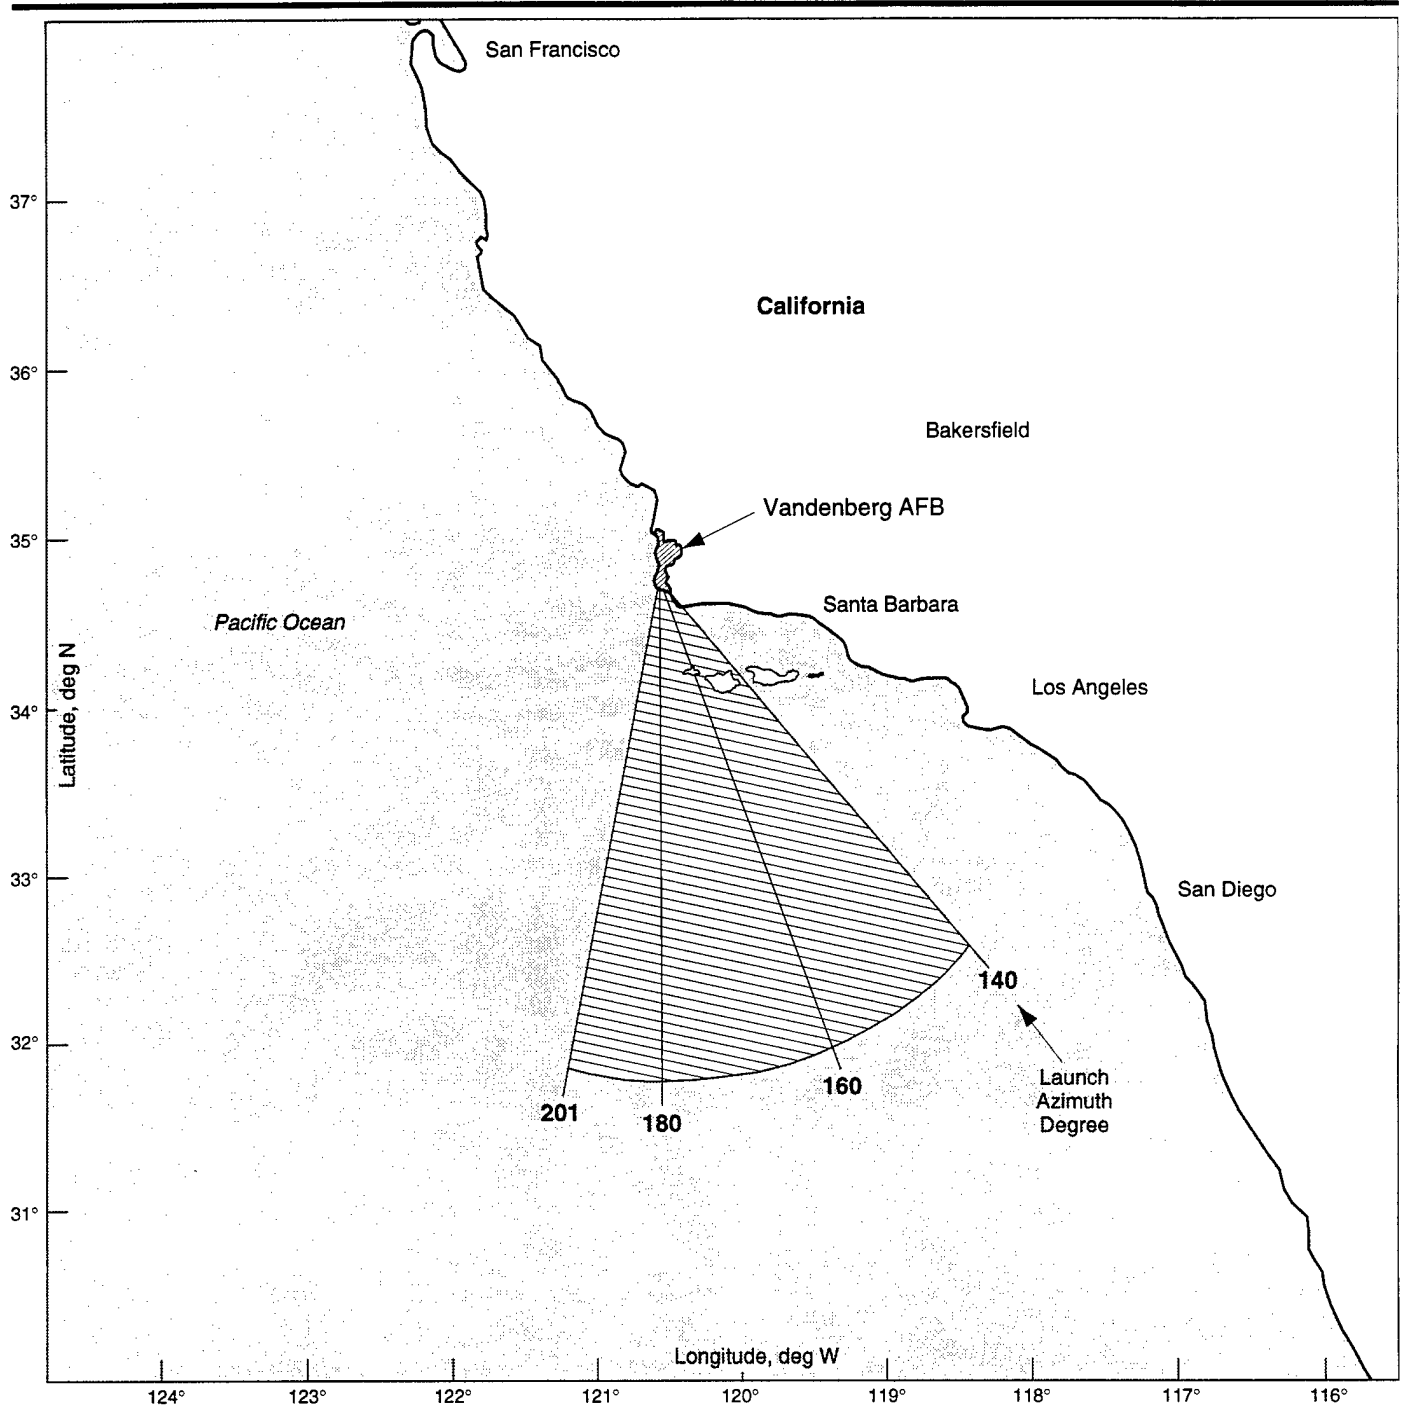 San Francisco
37°
California
36°
Bakersfield
Vandenberg AFB
35°
Santa Barbara
Pacific Ocean
Latitude, deg N
Los Angeles
34°
33°
San Diego
140
32°
Launch
Azimuth
Degree
160
201
180
31°
Longitude, deg W
124° 123° 122° 121° 120° 119° 118° 117° 116°